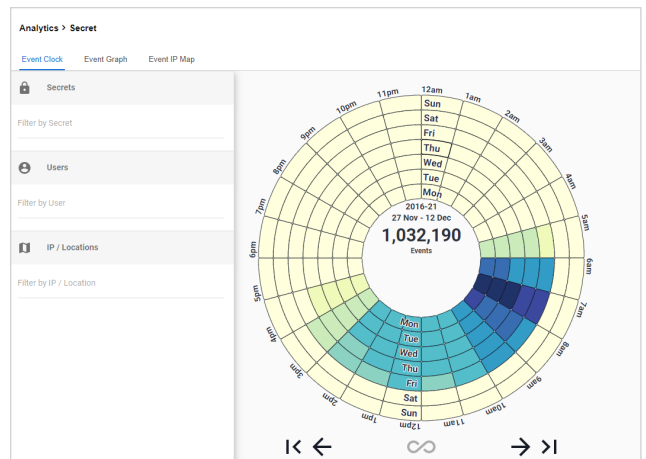 Analytics > Secret
Event Clock Event Graph Event IP Map
Secrets
Filter by Secret
Users
Filter by User
IP / Locations
Filter by IP / Location
12am
1am
2am
3am
4am
5am
6am
7am
8am
9am
10am
11am
12pm
1pm
2pm
3pm
4pm
5pm
6pm
7pm
8pm
9pm
10pm
11pm
Sun
Sat
Fri
Thu
Wed
Tue
Mon
2016-21
27 Nov - 12 Dec
1,032,190
Events
Mon
Tue
Wed
Thu
Fri
Sat
Sun